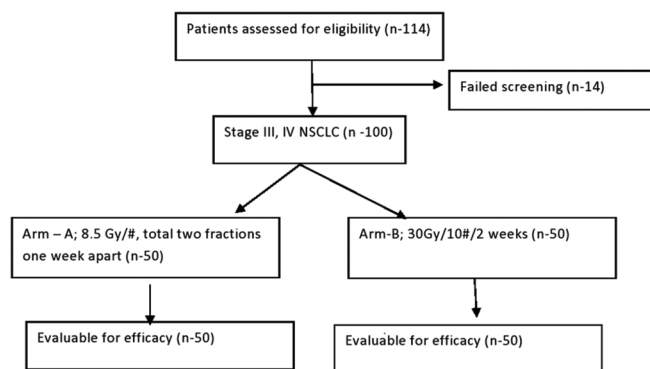 Patients assessed for eligibility (n-114)
Failed screening (n-14)
Stage III, IV NSCLC (n -100)
Arm – A; 8.5 Gy/#, total two fractions
one week apart (n-50)
Arm-B; 30Gy/10#/2 weeks (n-50)
Evaluable for efficacy (n-50)
Evaluable for efficacy (n-50)